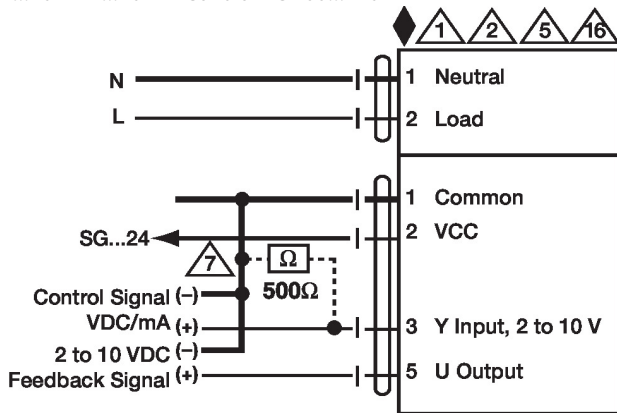 1 2 5 16
N 1 Neutral
L 2 Load
1 Common
SG...24 2 VCC
7 Ω
500Ω
Control Signal (-)
VDC/mA (+) 3 Y Input, 2 to 10 V
2 to 10 VDC (-)
Feedback Signal (+) 5 U Output